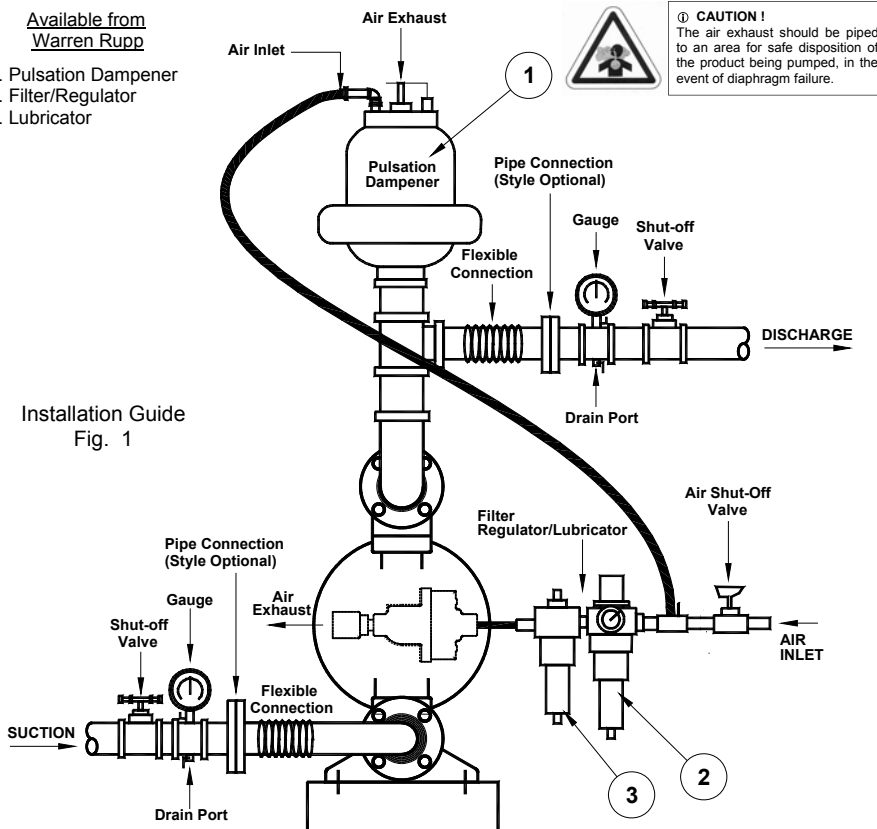 Available from
Warren Rupp
. Pulsation Dampener
. Filter/Regulator
. Lubricator
Air Exhaust
Air Inlet
1
ⓘ CAUTION !
The air exhaust should be piped
to an area for safe disposition of
the product being pumped, in the
event of diaphragm failure.
Pulsation
Dampener
Pipe Connection
(Style Optional)
Gauge
Shut-off
Valve
Flexible
Connection
DISCHARGE
Drain Port
Installation Guide
Fig. 1
Air Shut-Off
Valve
Filter
Regulator/Lubricator
Pipe Connection
(Style Optional)
Air
Exhaust
Gauge
Shut-off
Valve
AIR
INLET
Flexible
Connection
SUCTION
2
3
Drain Port